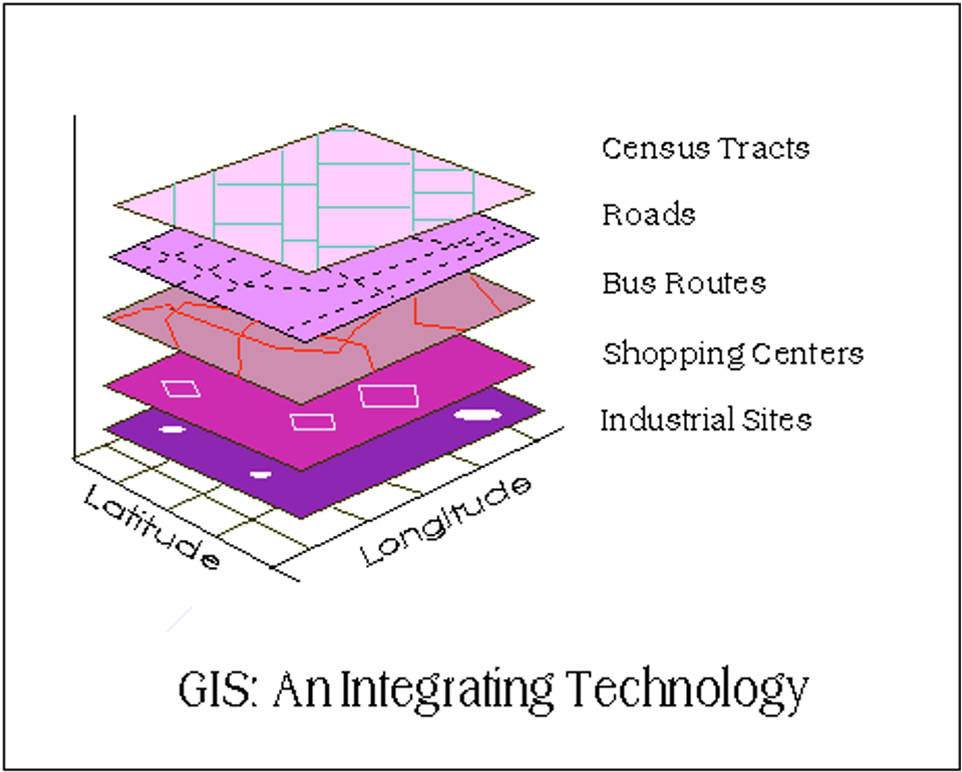 Census Tracts
Roads
Bus Routes
Shopping Centers
Industrial Sites
Latitude
Longitude
GIS: An Integrating Technology